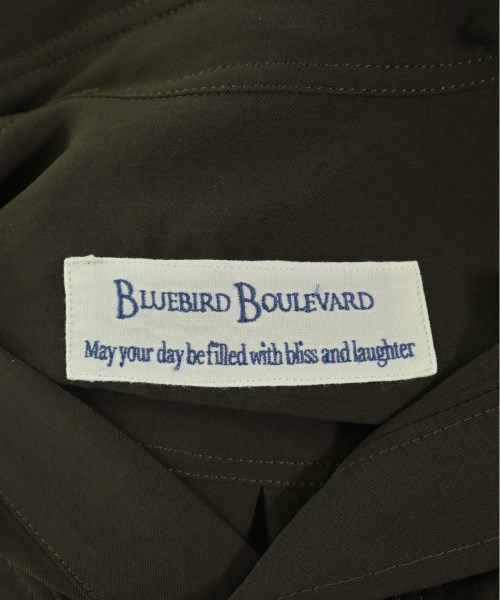 BLUEBIRD BOULEVARD
May your day be filled with bliss and laughter